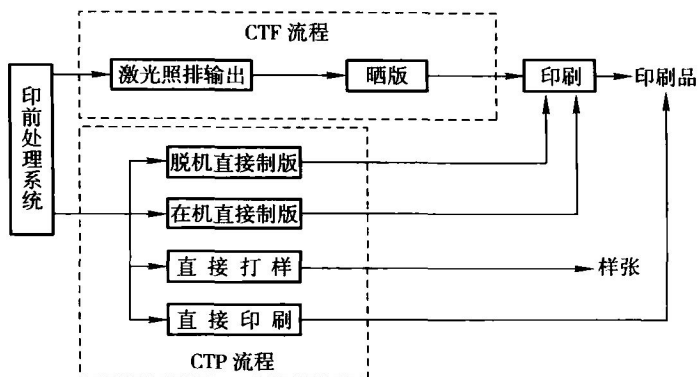 CTF 流程
激光照排输出
晒版
印刷
印刷品
印前处理系统
脱机直接制版
在机直接制版
直接打样
样张
直接印刷
CTP 流程